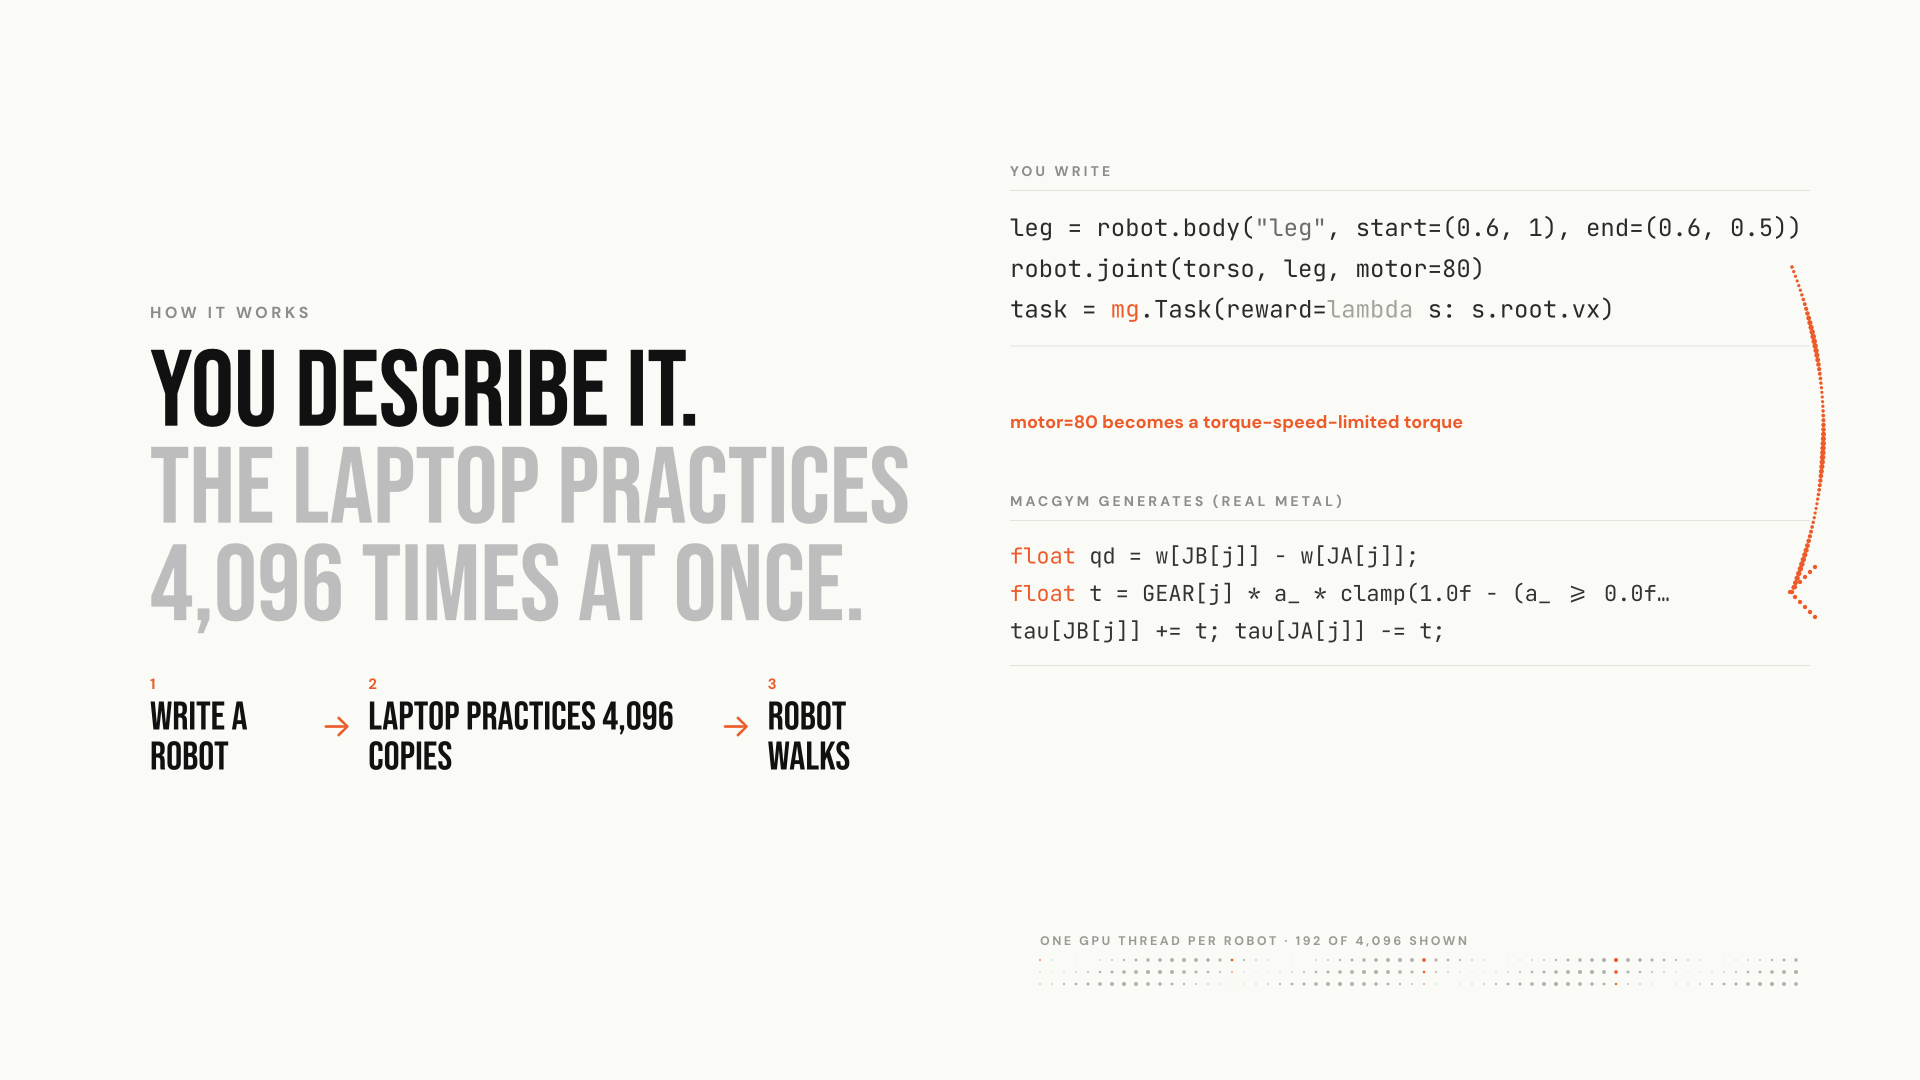 HOW IT WORKS
YOU DESCRIBE IT.
THE LAPTOP PRACTICES
4,096 TIMES AT ONCE.
1
WRITE A
ROBOT
→
2
LAPTOP PRACTICES 4,096
COPIES
→
3
ROBOT
WALKS
YOU WRITE
leg = robot.body("leg", start=(0.6, 1), end=(0.6, 0.5))
robot.joint(torso, leg, motor=80)
task = mg.Task(reward=lambda s: s.root.vx)
motor=80 becomes a torque-speed-limited torque
MACGYM GENERATES (REAL METAL)
float qd = w[JB[j]] - w[JA[j]];
float t = GEAR[j] * a_ * clamp(1.0f - (a_ ⩾ 0.0f…
tau[JB[j]] += t; tau[JA[j]] -= t;
ONE GPU THREAD PER ROBOT · 192 OF 4,096 SHOWN